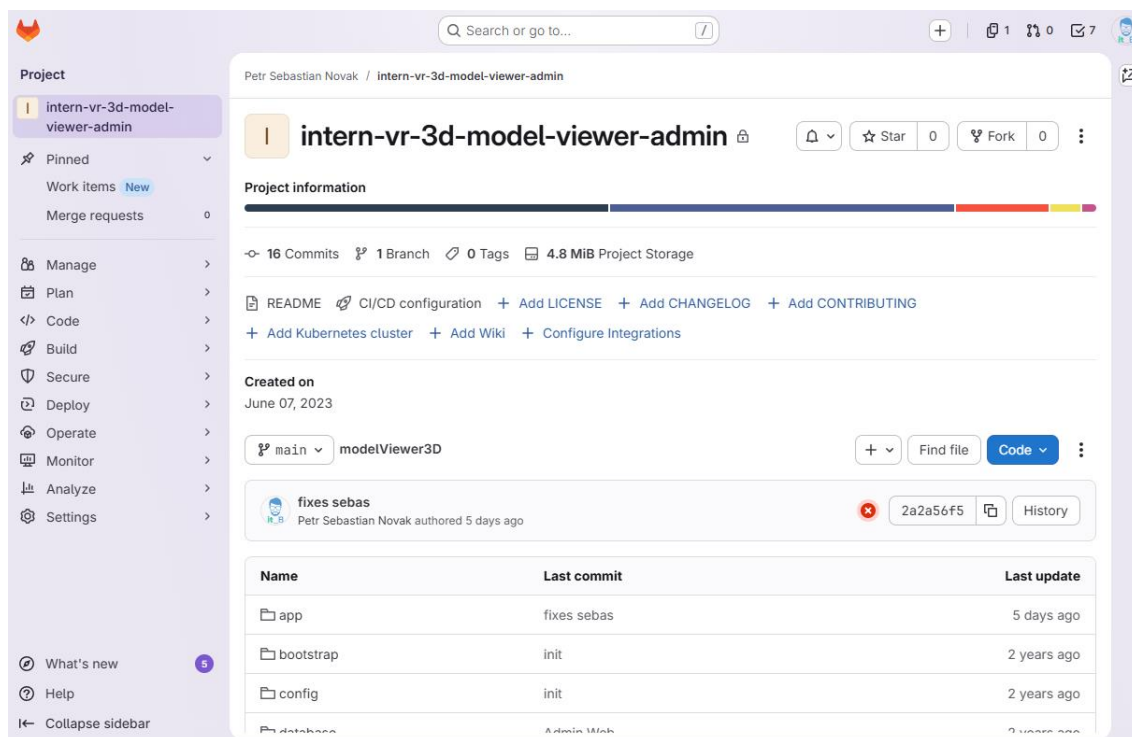 Search or go to...
/
1
0
7
Project
I
intern-vr-3d-model-viewer-admin
Pinned
Work items New
Merge requests 0
Manage
Plan
Code
Build
Secure
Deploy
Operate
Monitor
Analyze
Settings
What's new 5
Help
Collapse sidebar
Petr Sebastian Novak / intern-vr-3d-model-viewer-admin
I
intern-vr-3d-model-viewer-admin
Star 0
Fork 0
Project information
16 Commits 1 Branch 0 Tags 4.8 MiB Project Storage
README CI/CD configuration + Add LICENSE + Add CHANGELOG + Add CONTRIBUTING
+ Add Kubernetes cluster + Add Wiki + Configure Integrations
Created on
June 07, 2023
main modelViewer3D
+ Find file Code
fixes sebas
Petr Sebastian Novak authored 5 days ago
2a2a56f5 History
Name Last commit Last update
app fixes sebas 5 days ago
bootstrap init 2 years ago
config init 2 years ago
database Admin Web 2 years ago